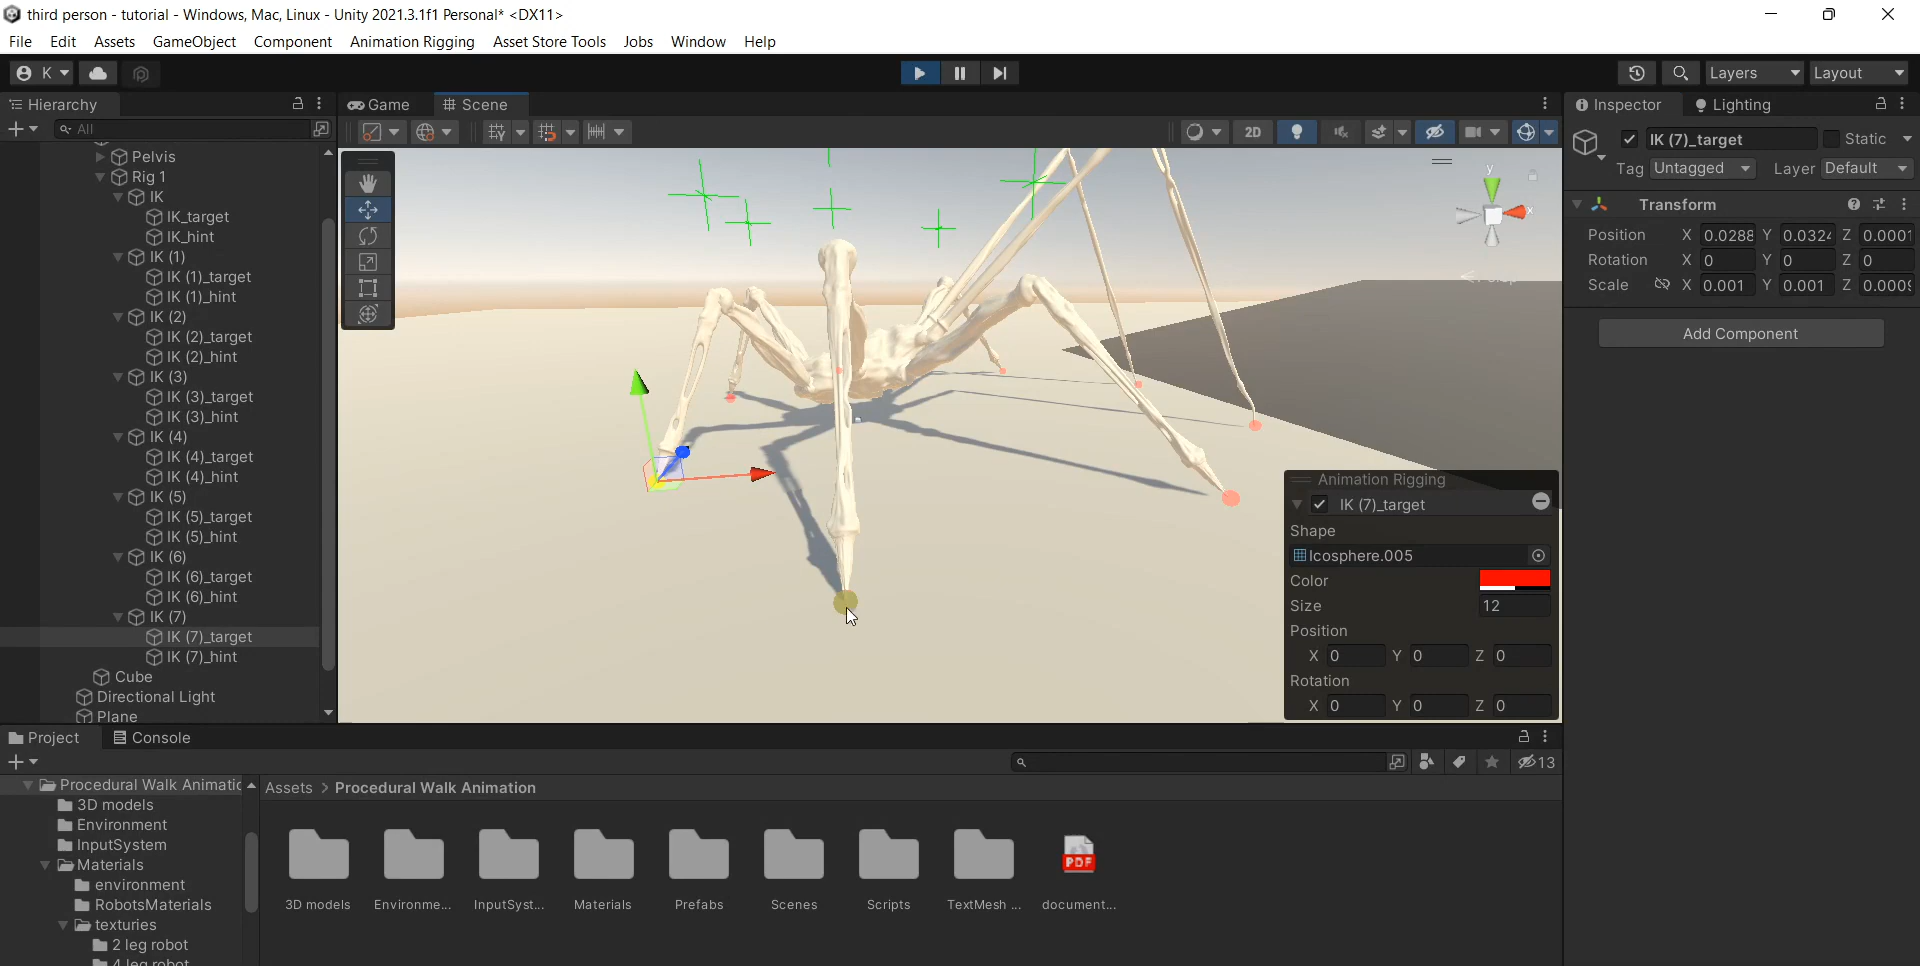 third person - tutorial - Windows, Mac, Linux - Unity 2021.3.1f1 Personal* <DX11>
File Edit Assets GameObject Component Animation Rigging Asset Store Tools Jobs Window Help
K Layers Layout
Hierarchy
All
Pelvis
Rig 1
IK
IK_target
IK_hint
IK (1)
IK (1)_target
IK (1)_hint
IK (2)
IK (2)_target
IK (2)_hint
IK (3)
IK (3)_target
IK (3)_hint
IK (4)
IK (4)_target
IK (4)_hint
IK (5)
IK (5)_target
IK (5)_hint
IK (6)
IK (6)_target
IK (6)_hint
IK (7)
IK (7)_target
IK (7)_hint
Cube
Directional Light
Plane
Game Scene
2D
y
x
Animation Rigging
IK (7)_target
Shape
Icosphere.005
Color
Size 12
Position
X 0 Y 0 Z 0
Rotation
X 0 Y 0 Z 0
Inspector Lighting
IK (7)_target Static
Tag Untagged Layer Default
Transform
Position X 0.0288 Y 0.0324 Z 0.0001
Rotation X 0 Y 0 Z 0
Scale X 0.001 Y 0.001 Z 0.0009
Add Component
Project Console
13
Procedural Walk Animatic
3D models
Environment
InputSystem
Materials
environment
RobotsMaterials
texturies
2 leg robot
4 leg robot
Assets > Procedural Walk Animation
PDF
3D models Environme... InputSyst... Materials Prefabs Scenes Scripts TextMesh ... document...